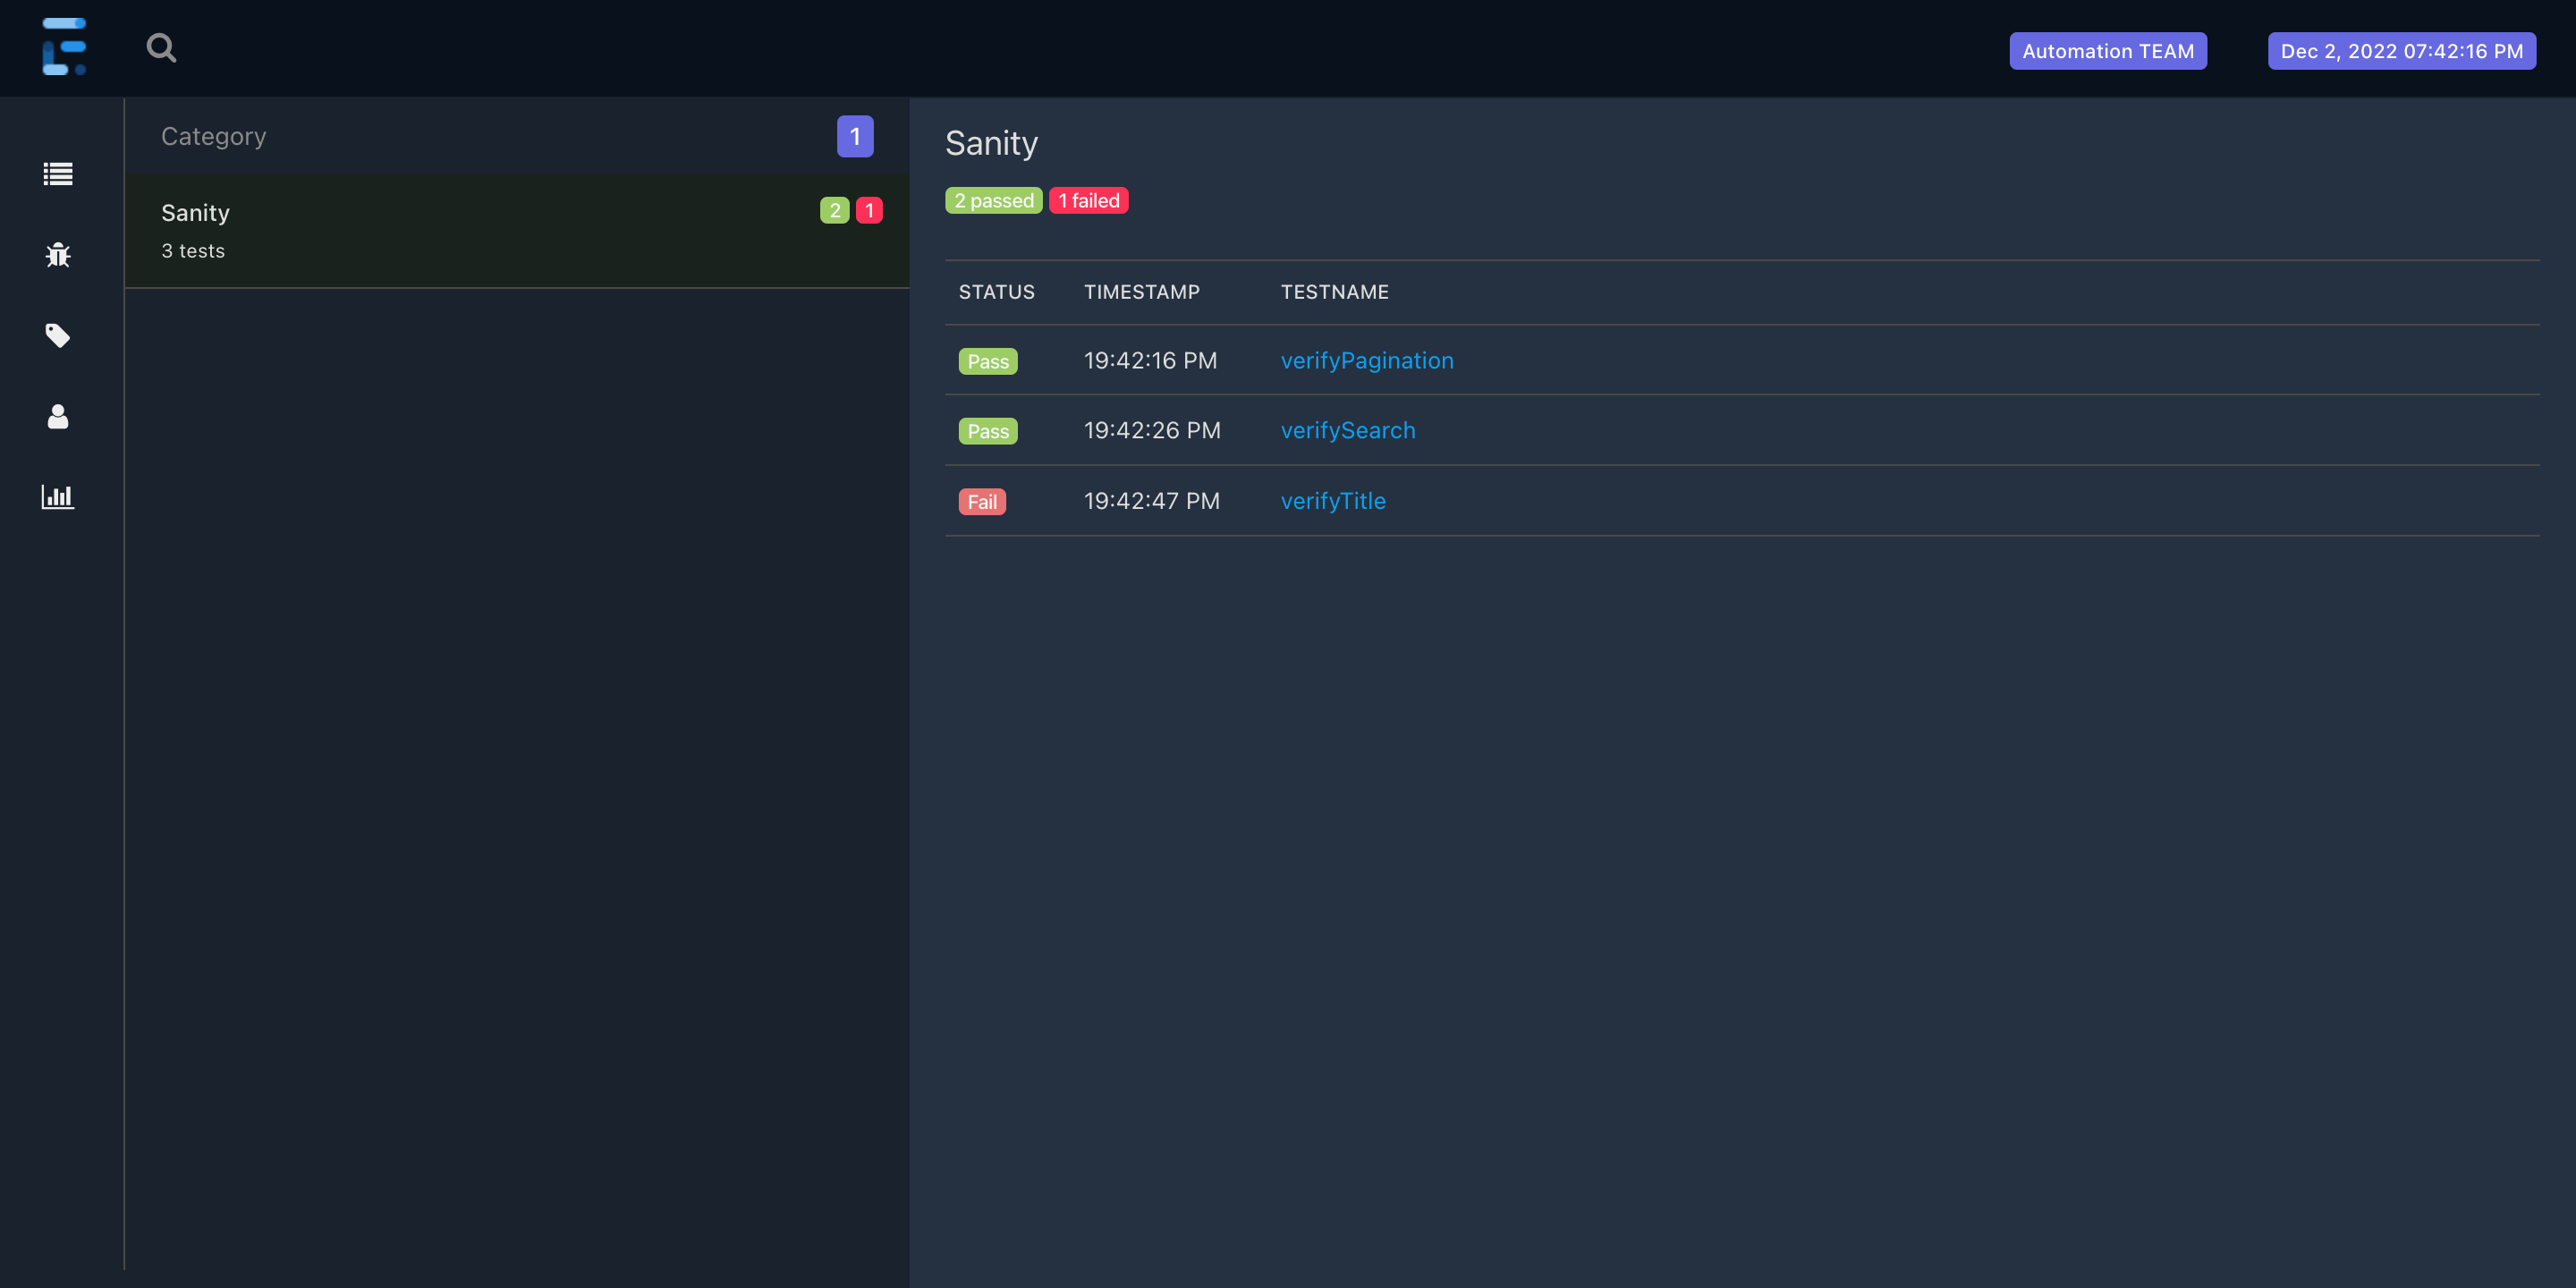 Automation TEAM Dec 2, 2022 07:42:16 PM
Category 1
Sanity 2 1
3 tests
Sanity
2 passed 1 failed
STATUS TIMESTAMP TESTNAME
Pass 19:42:16 PM verifyPagination
Pass 19:42:26 PM verifySearch
Fail 19:42:47 PM verifyTitle